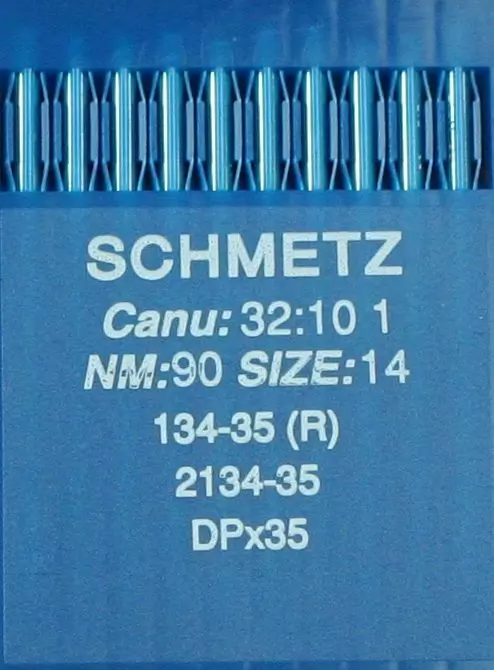 SCHMETZ
Canu: 32:10 1
NM:90 SIZE:14
134-35 (R)
2134-35
DPx35